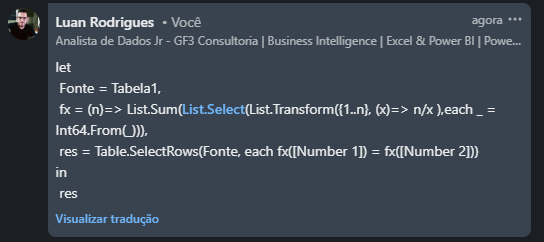 Luan Rodrigues • Você
agora
Analista de Dados Jr - GF3 Consultoria | Business Intelligence | Excel & Power BI | Powe...
let
Fonte = Tabela1,
fx = (n)=> List.Sum(List.Select(List.Transform({1..n}, (x)=> n/x ),each _ =
Int64.From(_))),
res = Table.SelectRows(Fonte, each fx([Number 1]) = fx([Number 2]))
in
res
Visualizar tradução